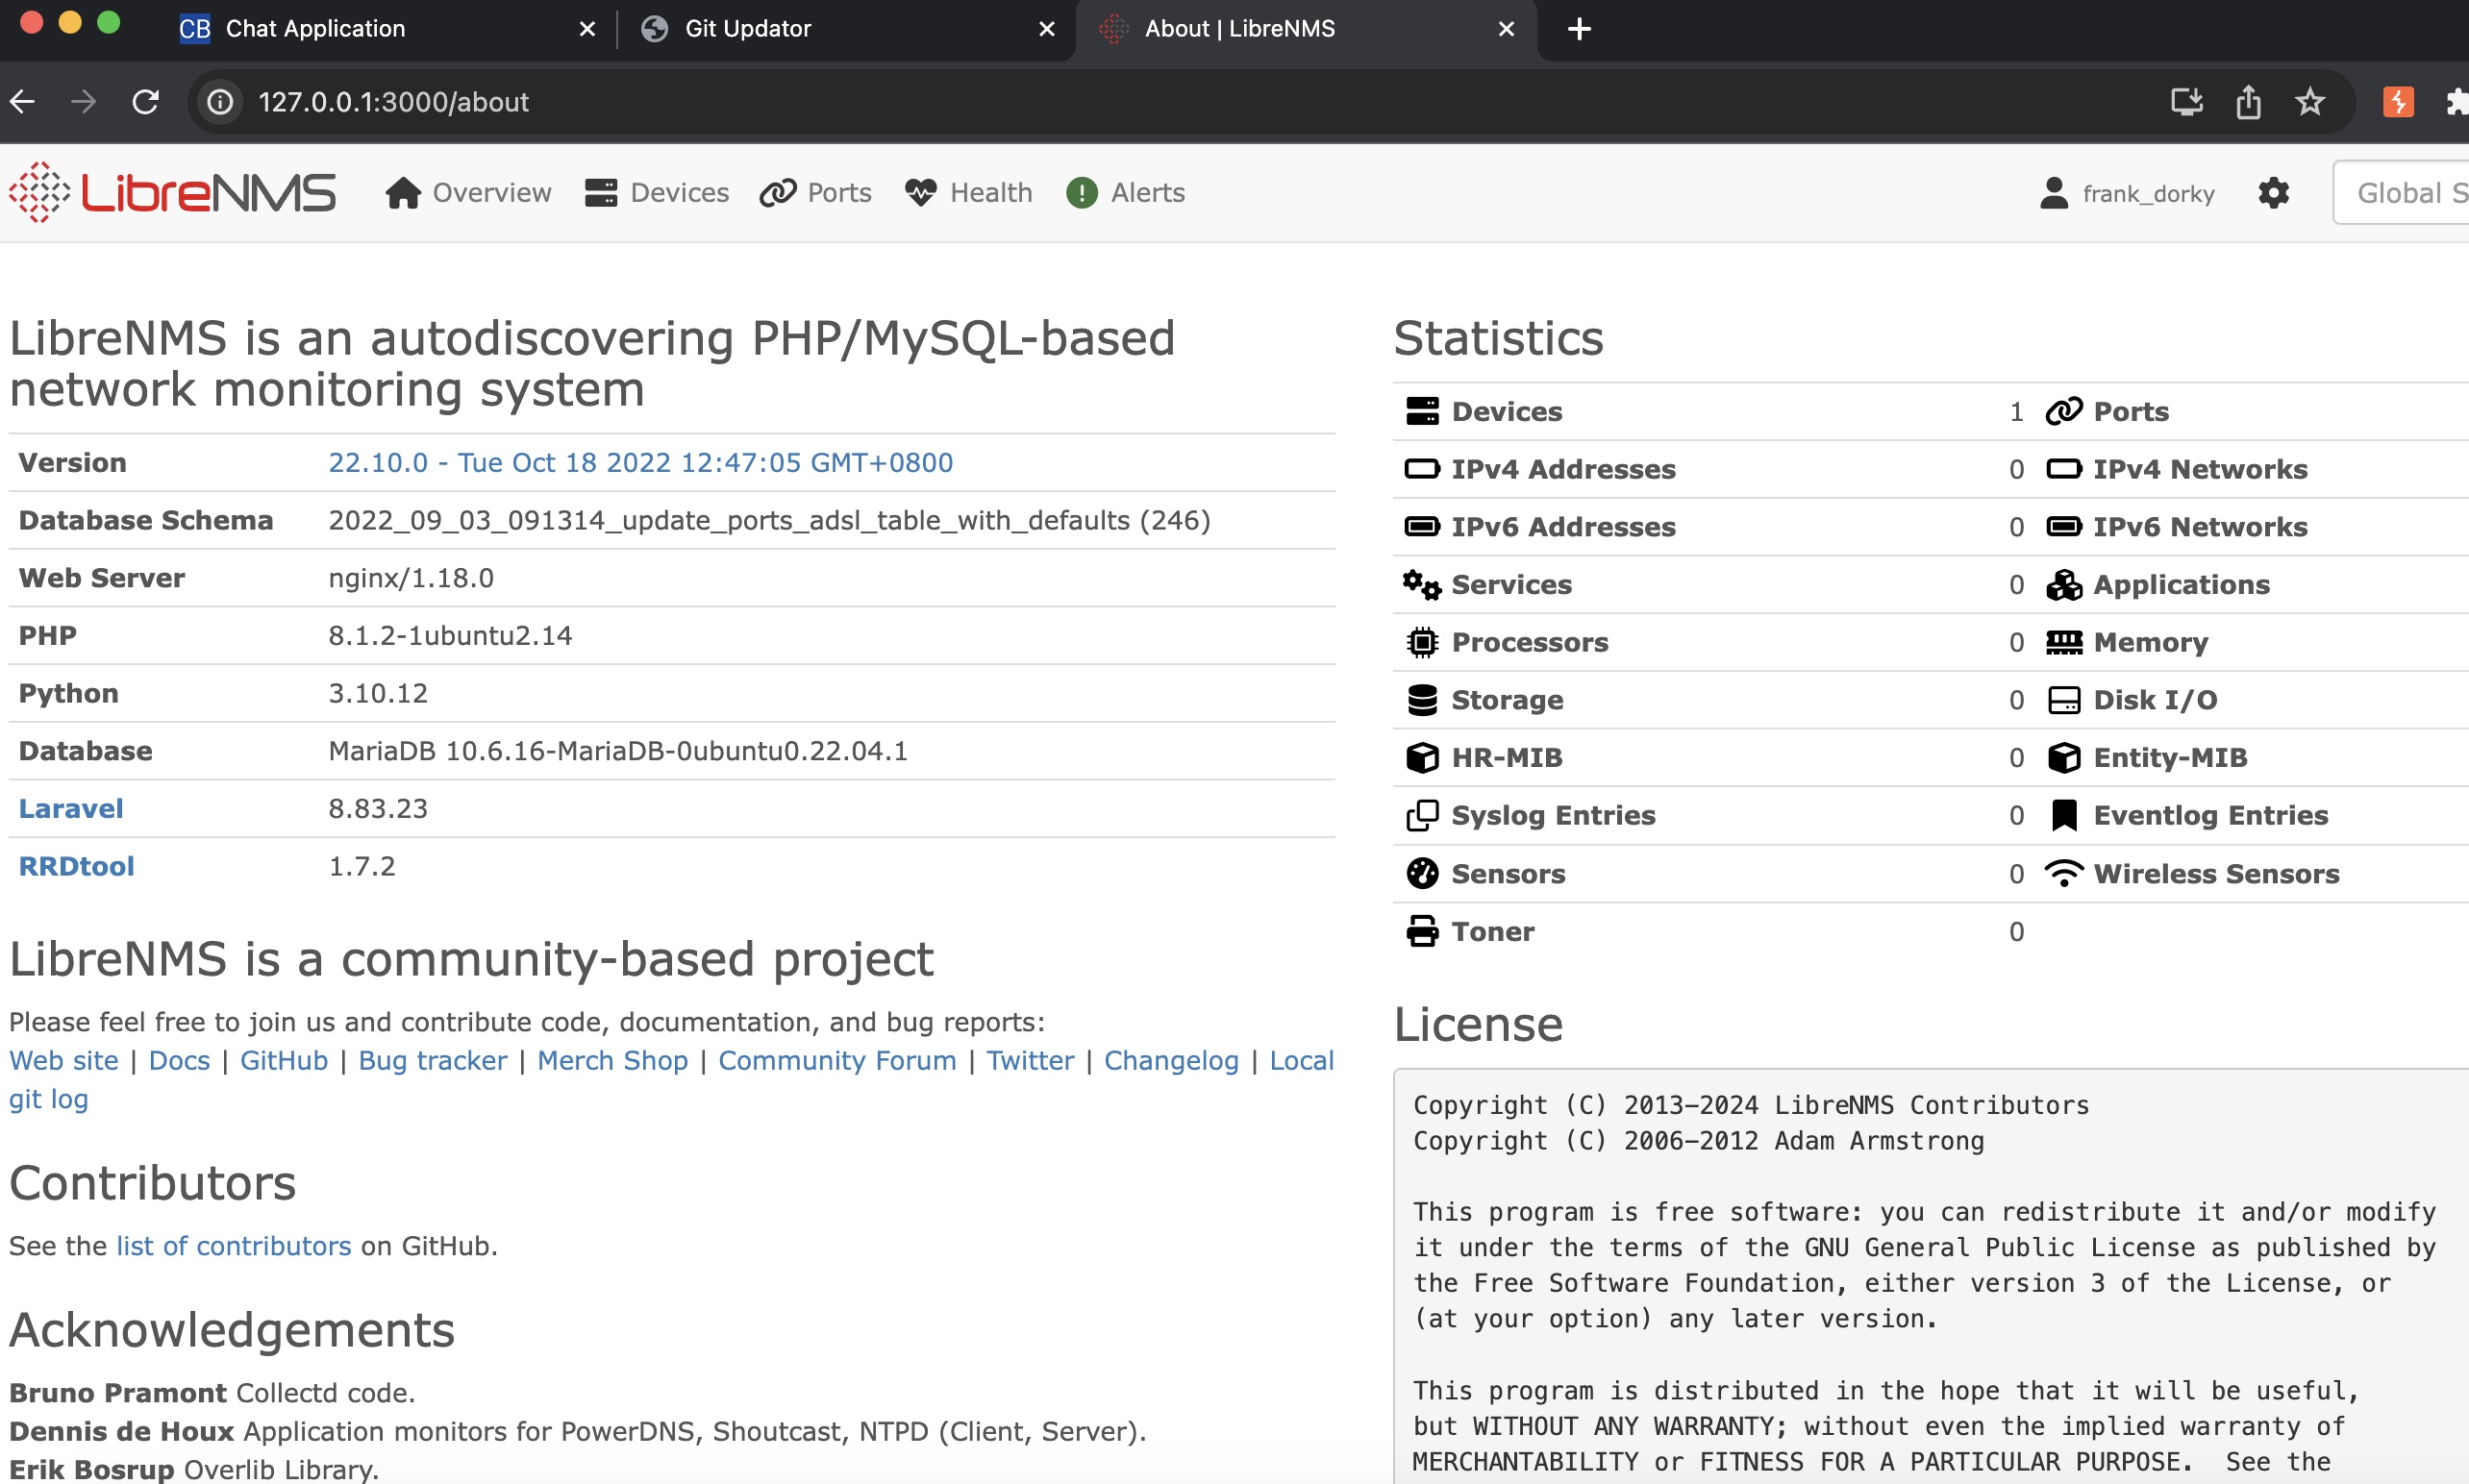 CB Chat Application
Git Updator
About | LibreNMS
127.0.0.1:3000/about
LibreNMS
Overview
Devices
Ports
Health
Alerts
frank_dorky
Global S
LibreNMS is an autodiscovering PHP/MySQL-based
network monitoring system
Version 22.10.0 - Tue Oct 18 2022 12:47:05 GMT+0800
Database Schema 2022_09_03_091314_update_ports_adsl_table_with_defaults (246)
Web Server nginx/1.18.0
PHP 8.1.2-1ubuntu2.14
Python 3.10.12
Database MariaDB 10.6.16-MariaDB-0ubuntu0.22.04.1
Laravel 8.83.23
RRDtool 1.7.2
LibreNMS is a community-based project
Please feel free to join us and contribute code, documentation, and bug reports:
Web site | Docs | GitHub | Bug tracker | Merch Shop | Community Forum | Twitter | Changelog | Local
git log
Contributors
See the list of contributors on GitHub.
Acknowledgements
Bruno Pramont Collectd code.
Dennis de Houx Application monitors for PowerDNS, Shoutcast, NTPD (Client, Server).
Erik Bosrup Overlib Library.
Statistics
Devices 1 Ports
IPv4 Addresses 0 IPv4 Networks
IPv6 Addresses 0 IPv6 Networks
Services 0 Applications
Processors 0 Memory
Storage 0 Disk I/O
HR-MIB 0 Entity-MIB
Syslog Entries 0 Eventlog Entries
Sensors 0 Wireless Sensors
Toner 0
License
Copyright (C) 2013-2024 LibreNMS Contributors
Copyright (C) 2006-2012 Adam Armstrong
This program is free software: you can redistribute it and/or modify
it under the terms of the GNU General Public License as published by
the Free Software Foundation, either version 3 of the License, or
(at your option) any later version.
This program is distributed in the hope that it will be useful,
but WITHOUT ANY WARRANTY; without even the implied warranty of
MERCHANTABILITY or FITNESS FOR A PARTICULAR PURPOSE.  See the